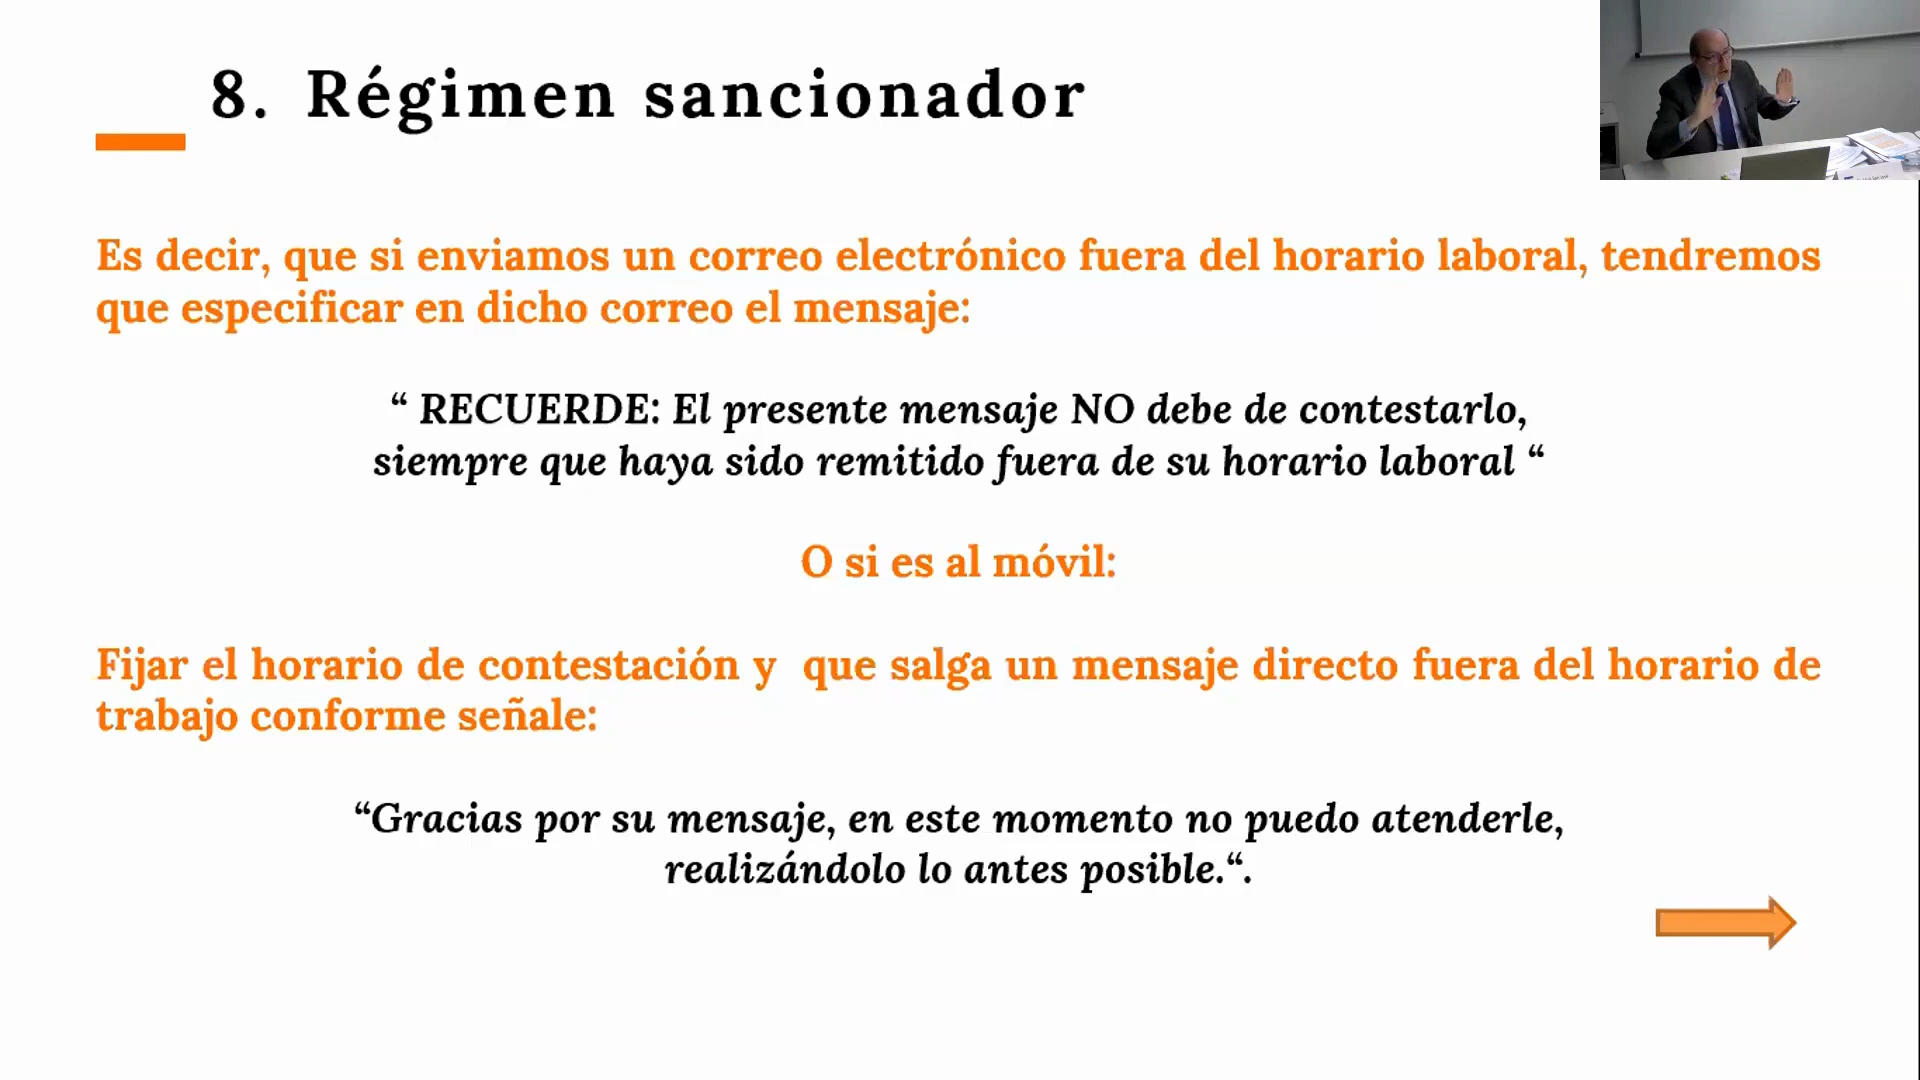 8. Régimen sancionador
Es decir, que si enviamos un correo electrónico fuera del horario laboral, tendremos
que especificar en dicho correo el mensaje:
“ RECUERDE: El presente mensaje NO debe de contestarlo,
siempre que haya sido remitido fuera de su horario laboral “
O si es al móvil:
Fijar el horario de contestación y que salga un mensaje directo fuera del horario de
trabajo conforme señale:
“Gracias por su mensaje, en este momento no puedo atenderle,
realizándolo lo antes posible.“.